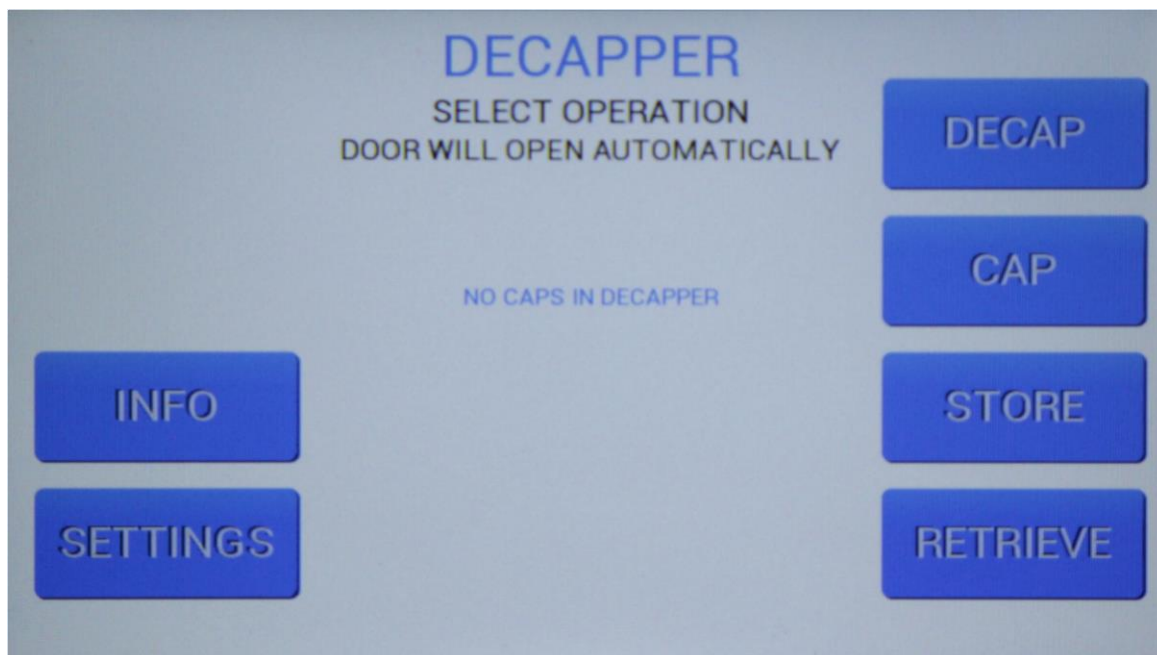 DECAPPER
SELECT OPERATION
DOOR WILL OPEN AUTOMATICALLY
DECAP
CAP
NO CAPS IN DECAPPER
INFO
STORE
SETTINGS
RETRIEVE